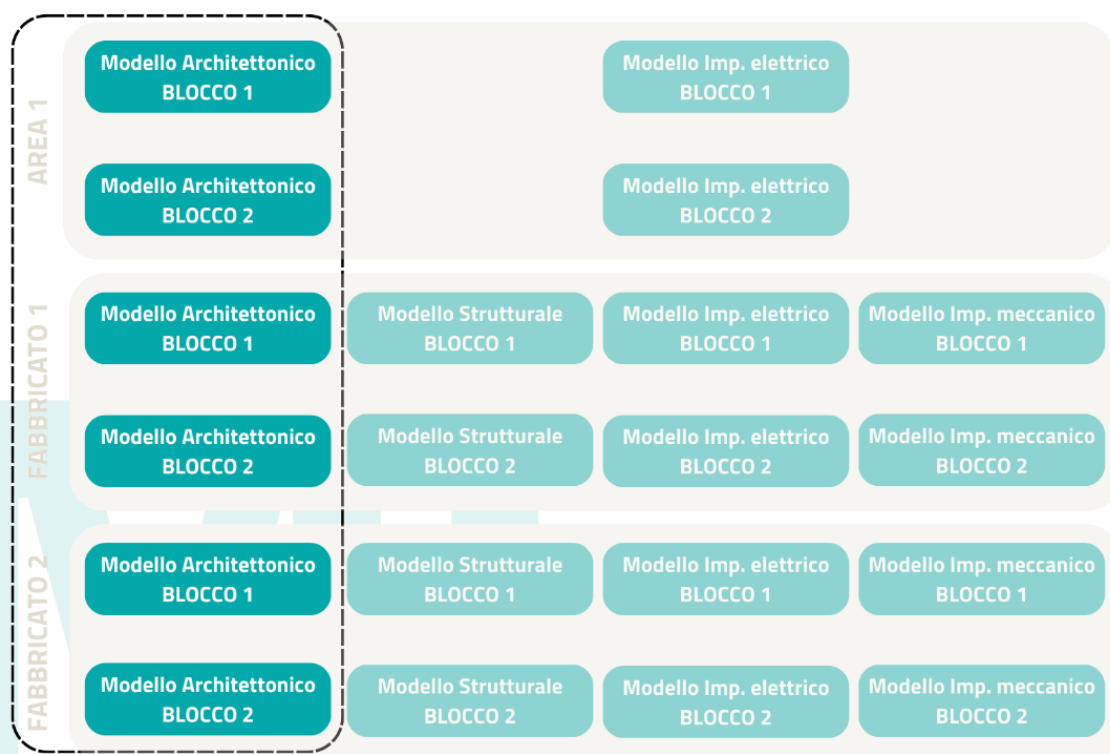 AREA 1
Modello Architettonico
BLOCCO 1
Modello Imp. elettrico
BLOCCO 1
Modello Architettonico
BLOCCO 2
Modello Imp. elettrico
BLOCCO 2
FABBRICATO 1
Modello Architettonico
BLOCCO 1
Modello Strutturale
BLOCCO 1
Modello Imp. elettrico
BLOCCO 1
Modello Imp. meccanico
BLOCCO 1
Modello Architettonico
BLOCCO 2
Modello Strutturale
BLOCCO 2
Modello Imp. elettrico
BLOCCO 2
Modello Imp. meccanico
BLOCCO 2
FABBRICATO 2
Modello Architettonico
BLOCCO 1
Modello Strutturale
BLOCCO 1
Modello Imp. elettrico
BLOCCO 1
Modello Imp. meccanico
BLOCCO 1
Modello Architettonico
BLOCCO 2
Modello Strutturale
BLOCCO 2
Modello Imp. elettrico
BLOCCO 2
Modello Imp. meccanico
BLOCCO 2